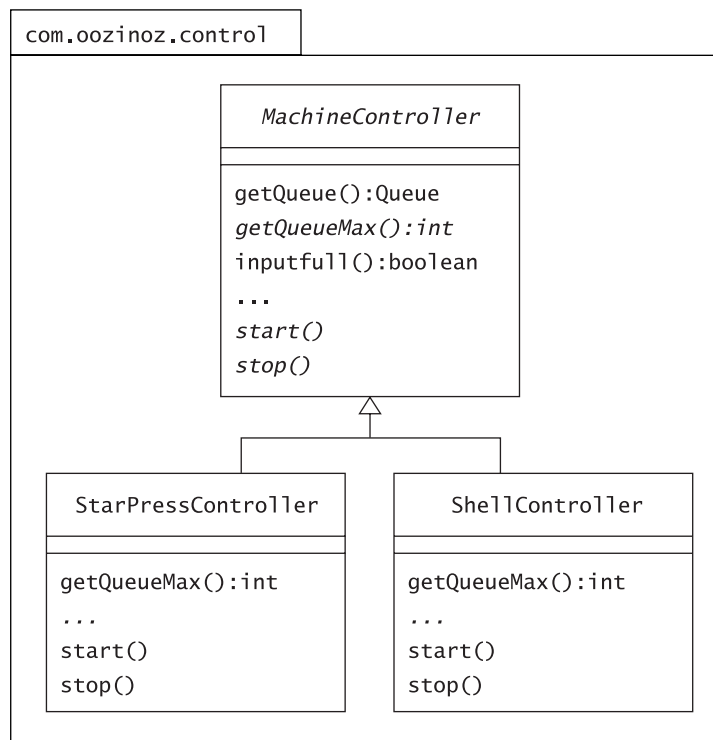 com.oozinoz.control
MachineController
getQueue():Queue
getQueueMax():int
inputfull():boolean
...
start()
stop()
StarPressController
getQueueMax():int
...
start()
stop()
ShellController
getQueueMax():int
...
start()
stop()